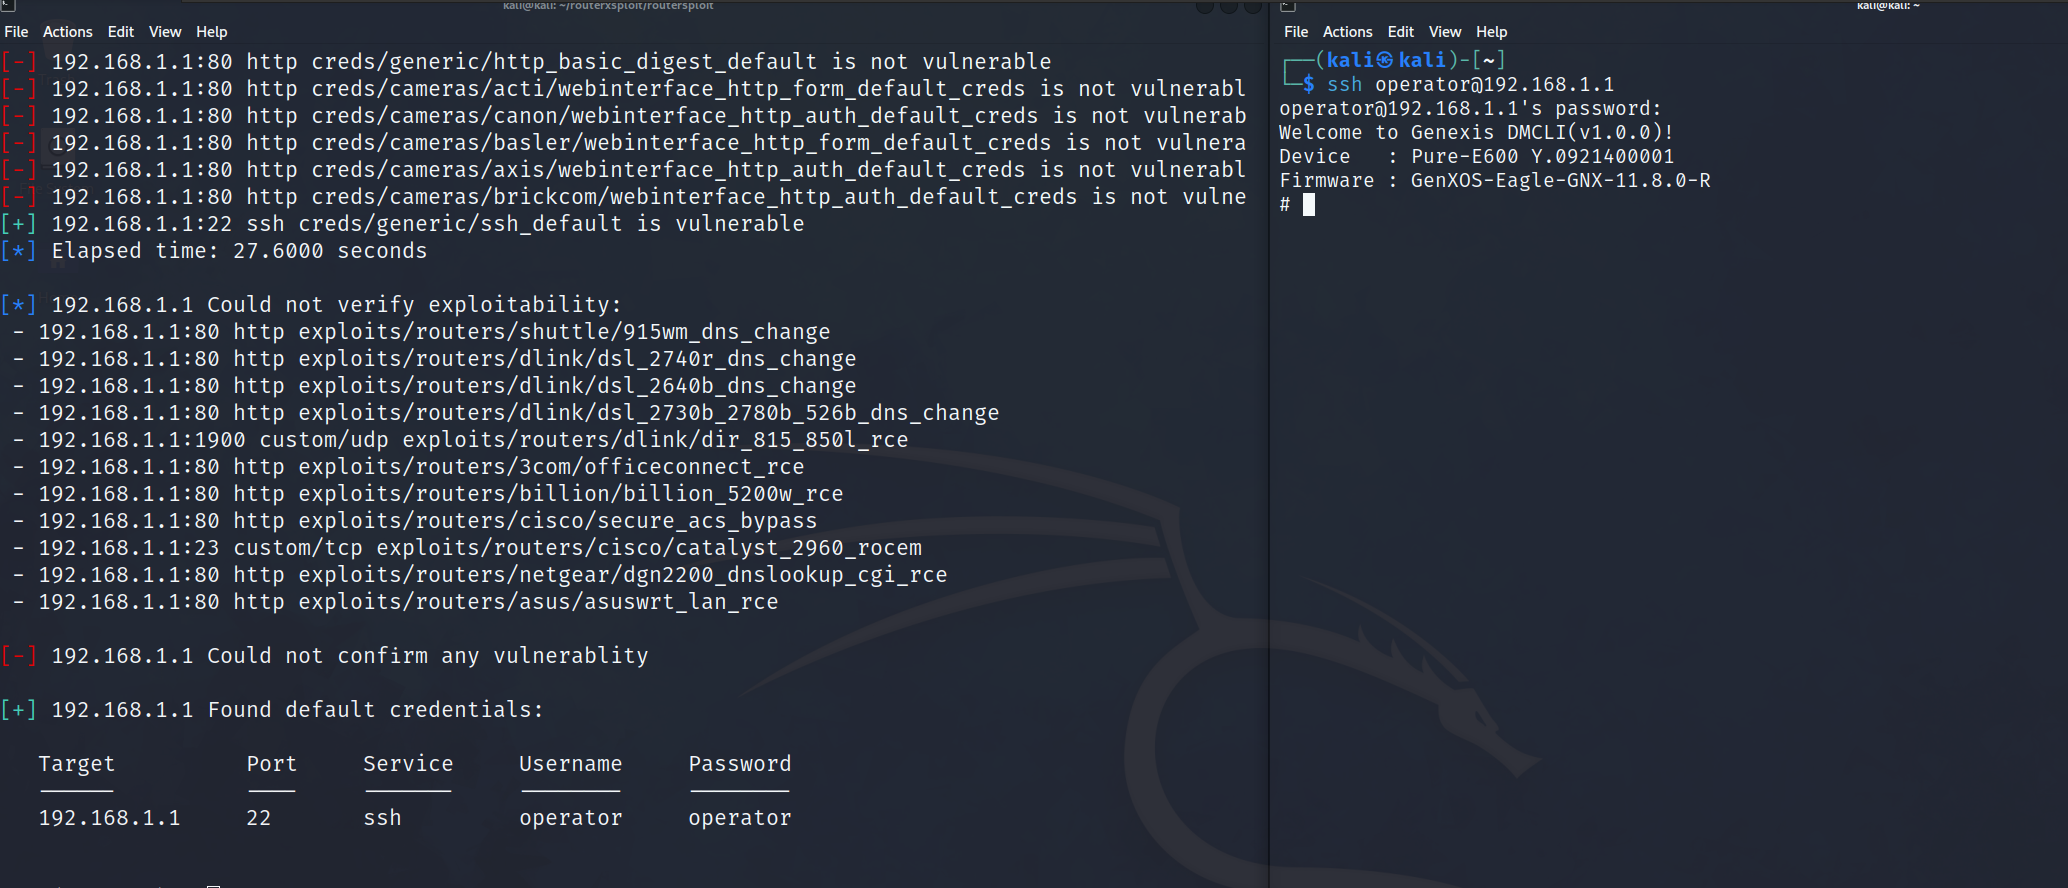 kali@kali: ~/routerxsploit/routersploit
File Actions Edit View Help
[-] 192.168.1.1:80 http creds/generic/http_basic_digest_default is not vulnerable
[-] 192.168.1.1:80 http creds/cameras/acti/webinterface_http_form_default_creds is not vulnerabl
[-] 192.168.1.1:80 http creds/cameras/canon/webinterface_http_auth_default_creds is not vulnerab
[-] 192.168.1.1:80 http creds/cameras/basler/webinterface_http_form_default_creds is not vulnera
[-] 192.168.1.1:80 http creds/cameras/axis/webinterface_http_auth_default_creds is not vulnerabl
[-] 192.168.1.1:80 http creds/cameras/brickcom/webinterface_http_auth_default_creds is not vulne
[+] 192.168.1.1:22 ssh creds/generic/ssh_default is vulnerable
[*] Elapsed time: 27.6000 seconds
[*] 192.168.1.1 Could not verify exploitability:
- 192.168.1.1:80 http exploits/routers/shuttle/915wm_dns_change
- 192.168.1.1:80 http exploits/routers/dlink/dsl_2740r_dns_change
- 192.168.1.1:80 http exploits/routers/dlink/dsl_2640b_dns_change
- 192.168.1.1:80 http exploits/routers/dlink/dsl_2730b_2780b_526b_dns_change
- 192.168.1.1:1900 custom/udp exploits/routers/dlink/dir_815_850l_rce
- 192.168.1.1:80 http exploits/routers/3com/officeconnect_rce
- 192.168.1.1:80 http exploits/routers/billion/billion_5200w_rce
- 192.168.1.1:80 http exploits/routers/cisco/secure_acs_bypass
- 192.168.1.1:23 custom/tcp exploits/routers/cisco/catalyst_2960_rocem
- 192.168.1.1:80 http exploits/routers/netgear/dgn2200_dnslookup_cgi_rce
- 192.168.1.1:80 http exploits/routers/asus/asuswrt_lan_rce
[-] 192.168.1.1 Could not confirm any vulnerablity
[+] 192.168.1.1 Found default credentials:
Target Port Service Username Password
192.168.1.1 22 ssh operator operator
kali@kali: ~
File Actions Edit View Help
┌──(kali㉿kali)-[~]
└─$ ssh operator@192.168.1.1
operator@192.168.1.1's password:
Welcome to Genexis DMCLI(v1.0.0)!
Device : Pure-E600 Y.0921400001
Firmware : GenXOS-Eagle-GNX-11.8.0-R
#